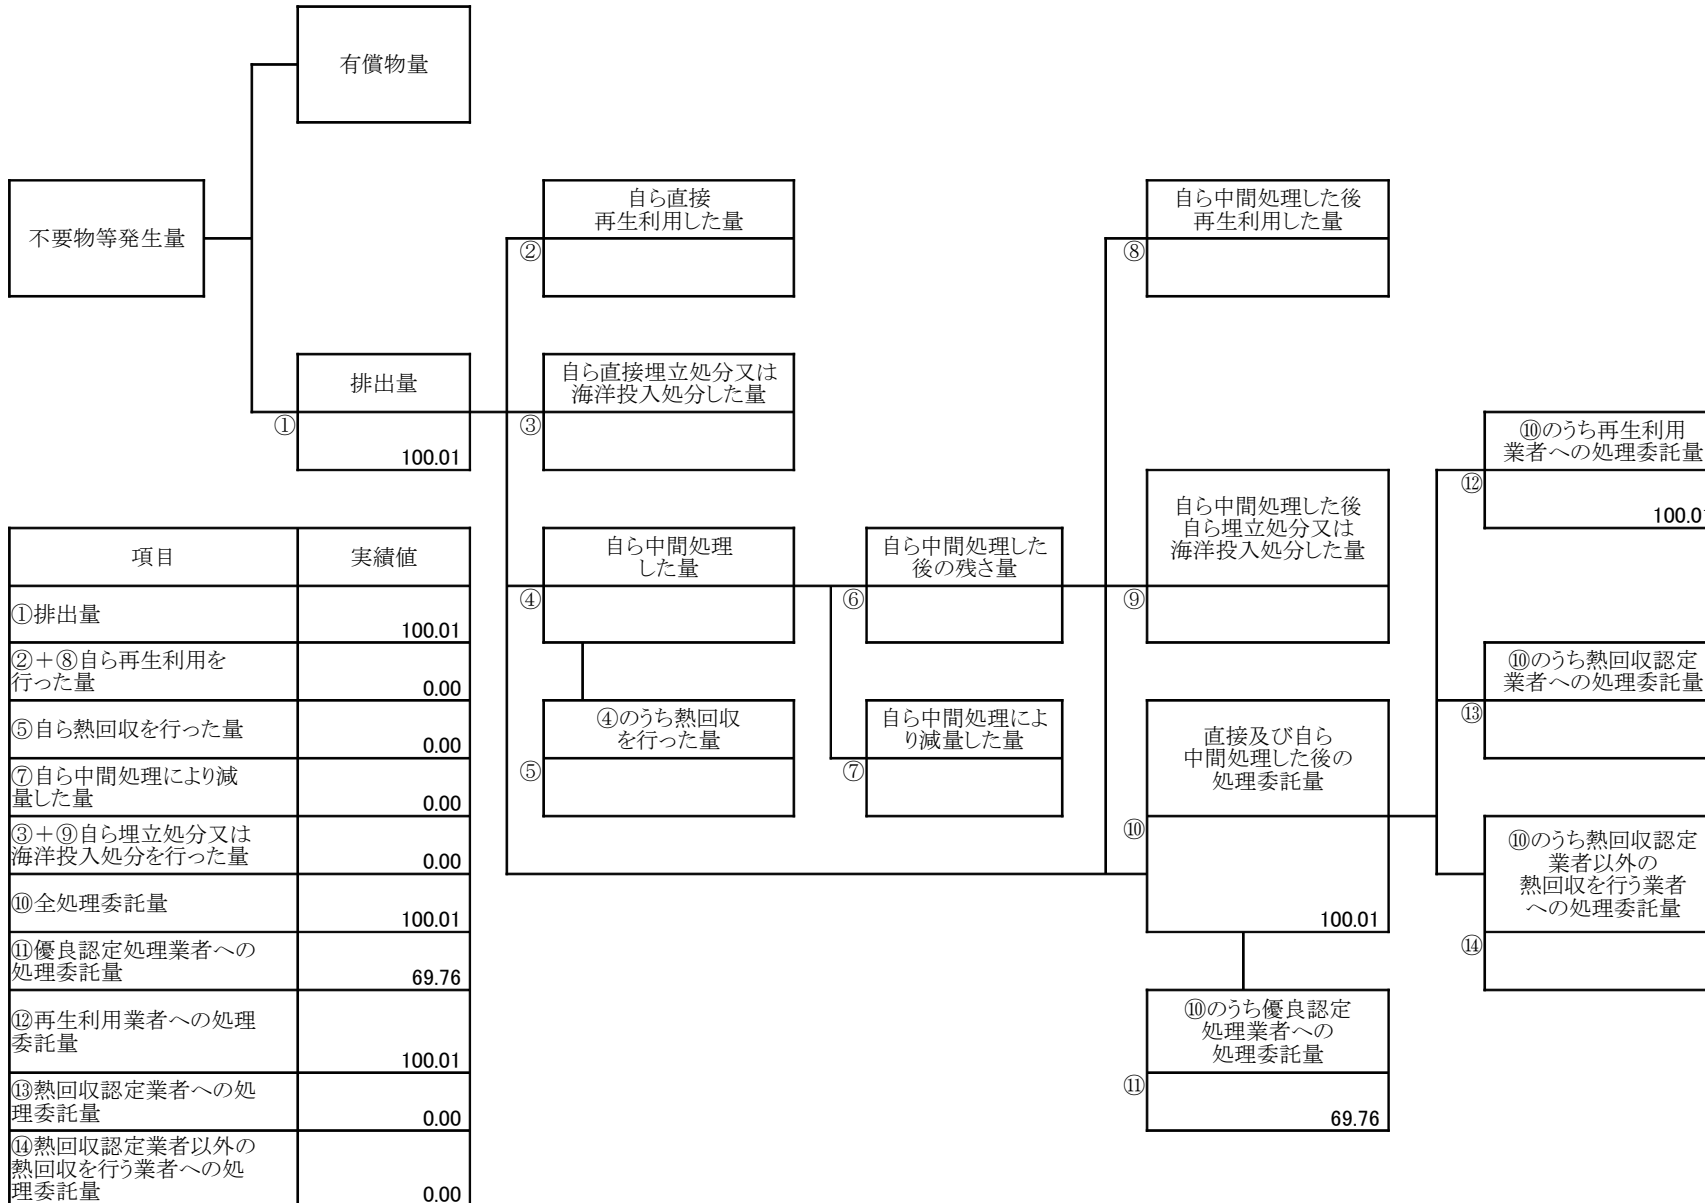 有償物量
不要物等発生量
自ら直接
再生利用した量
②
自ら中間処理した後
再生利用した量
⑧
排出量
①
100.01
自ら直接埋立処分又は
海洋投入処分した量
③
⑩のうち再生利用
業者への処理委託量
⑫
100.01
自ら中間処理した後
自ら埋立処分又は
海洋投入処分した量
⑨
自ら中間処理
した量
④
自ら中間処理した
後の残さ量
⑥
⑩のうち熱回収認定
業者への処理委託量
⑬
④のうち熱回収
を行った量
⑤
自ら中間処理によ
り減量した量
⑦
直接及び自ら
中間処理した後の
処理委託量
⑩
100.01
⑩のうち熱回収認定
業者以外の
熱回収を行う業者
への処理委託量
⑭
⑩のうち優良認定
処理業者への
処理委託量
⑪
69.76
項目 実績値
①排出量
100.01
②＋⑧自ら再生利用を
行った量
0.00
⑤自ら熱回収を行った量
0.00
⑦自ら中間処理により減
量した量
0.00
③＋⑨自ら埋立処分又は
海洋投入処分を行った量
0.00
⑩全処理委託量
100.01
⑪優良認定処理業者への
処理委託量
69.76
⑫再生利用業者への処理
委託量
100.01
⑬熱回収認定業者への処
理委託量
0.00
⑭熱回収認定業者以外の
熱回収を行う業者への処
理委託量
0.00